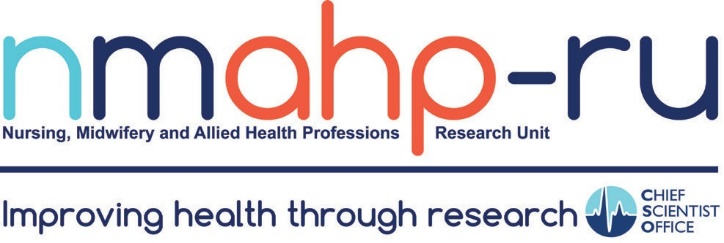 nmahp-ru
Nursing, Midwifery and Allied Health Professions Research Unit
Improving health through research
CHIEF
SCIENTIST
OFFICE